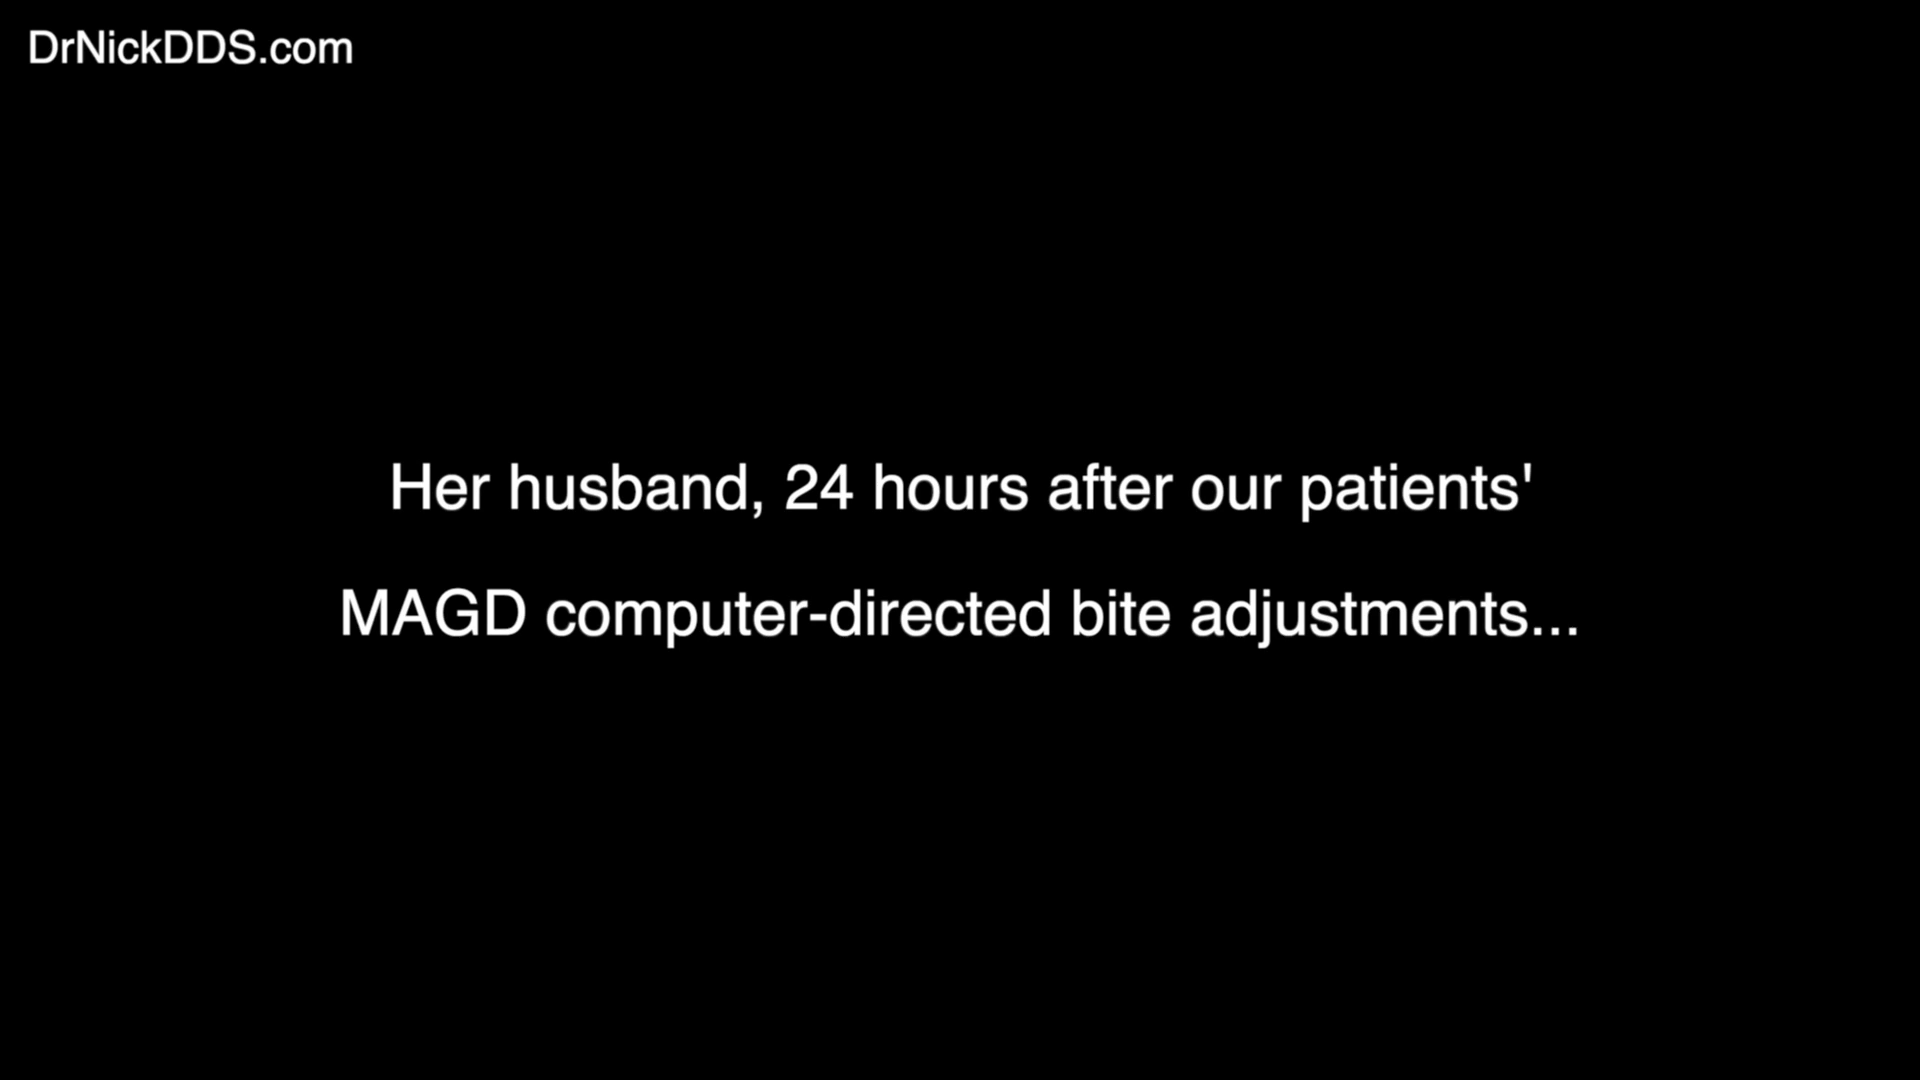 DrNickDDS.com
Her husband, 24 hours after our patients'
MAGD computer-directed bite adjustments...